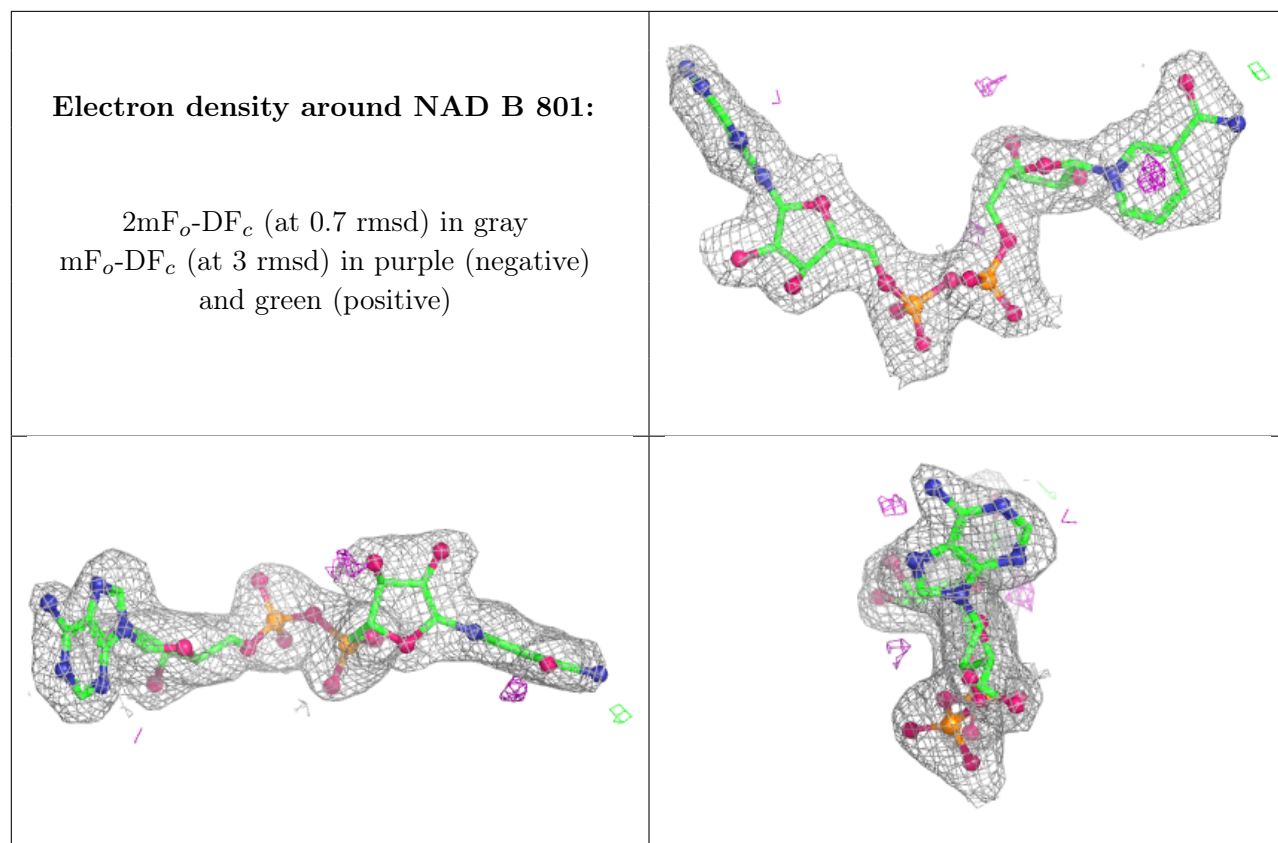 Electron density around NAD B 801:
2mFo-DFc (at 0.7 rmsd) in gray
mFo-DFc (at 3 rmsd) in purple (negative)
and green (positive)